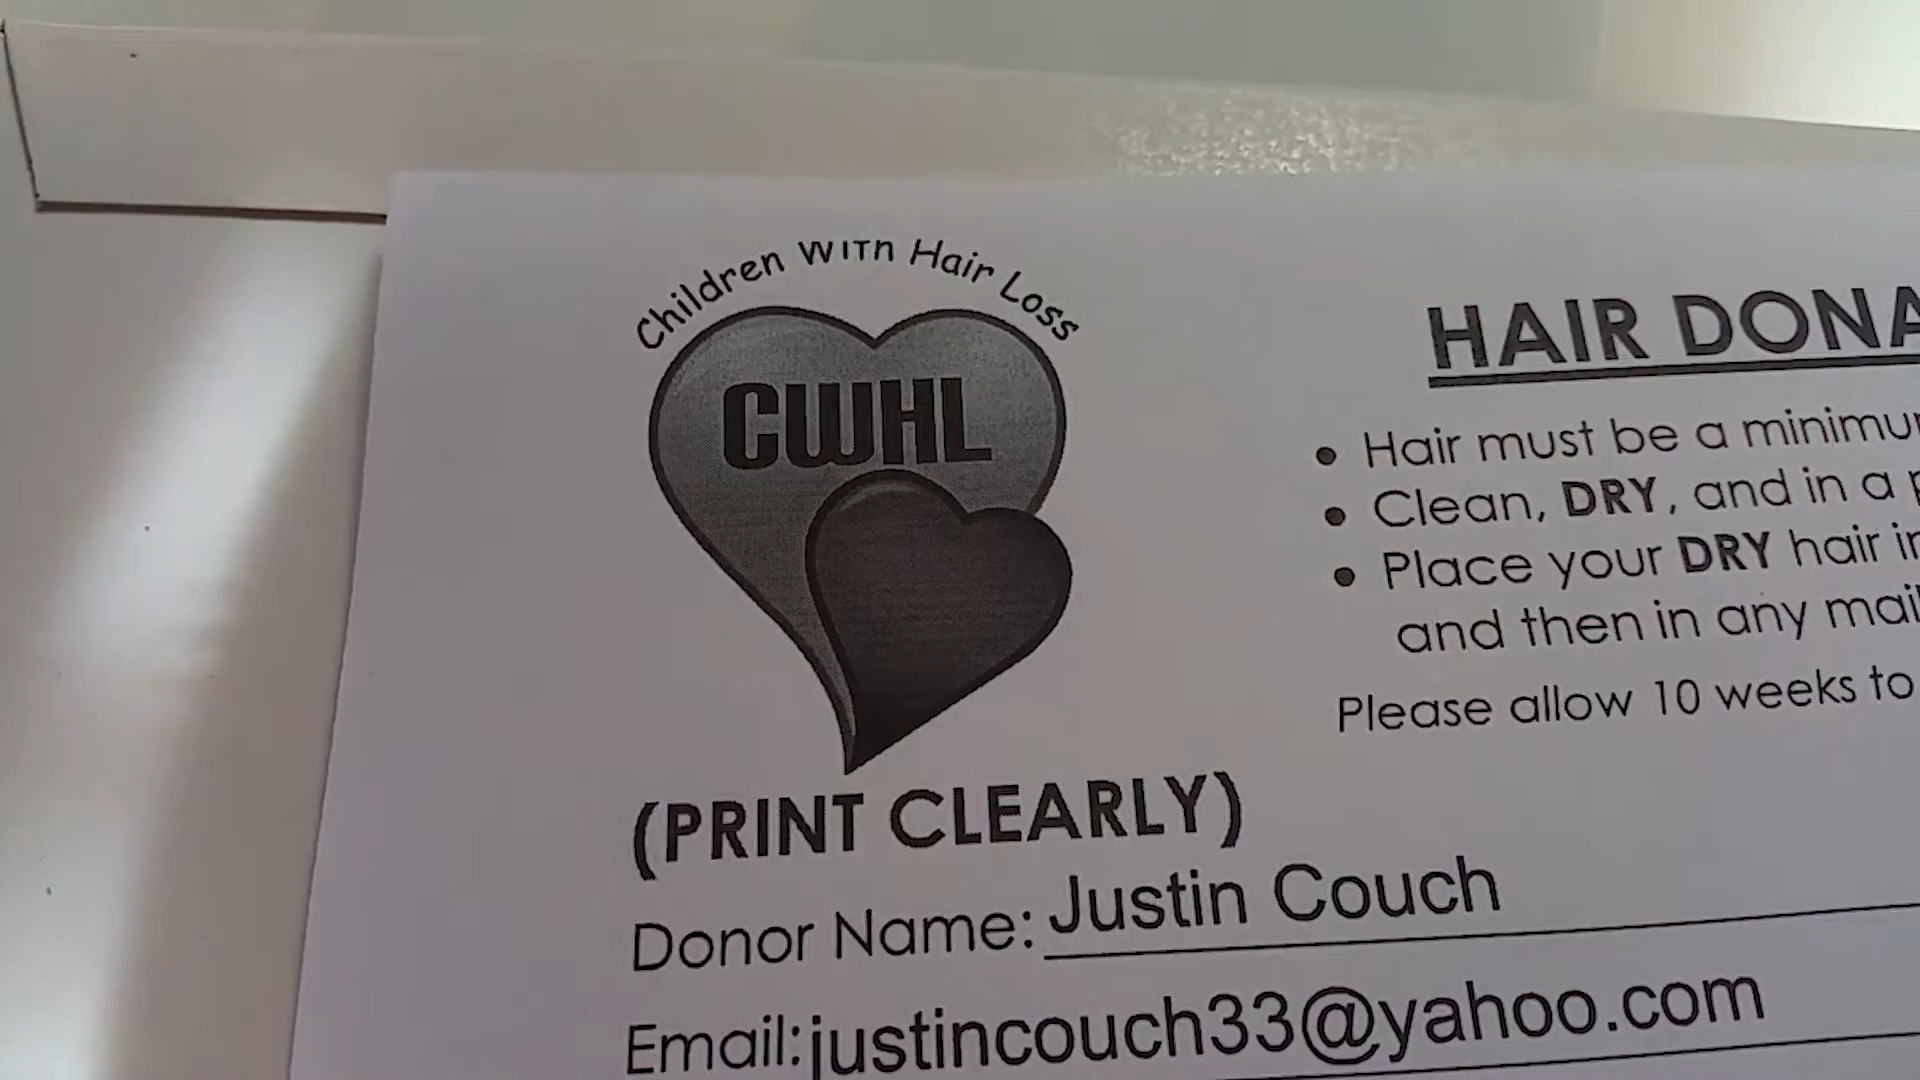 Children With Hair Loss
CWHL
HAIR DONA
• Hair must be a minimu
• Clean, DRY, and in a
• Place your DRY hair in
and then in any mail
Please allow 10 weeks to
(PRINT CLEARLY)
Donor Name: Justin Couch
Email: justincouch33@yahoo.com